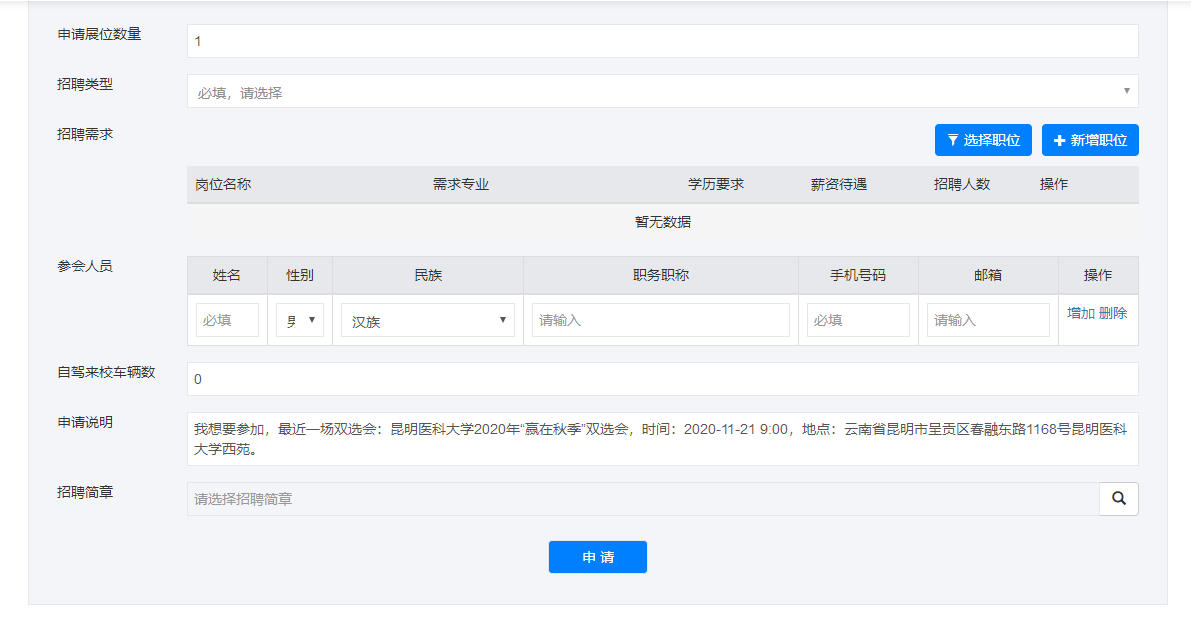 申请展位数量
1
招聘类型
必填，请选择
招聘需求
选择职位 新增职位
岗位名称 需求专业 学历要求 薪资待遇 招聘人数 操作
暂无数据
参会人员
姓名 性别 民族 职务职称 手机号码 邮箱 操作
必填 汉族 请输入 必填 请输入 增加 删除
自驾来校车辆数
0
申请说明
我想要参加，最近一场双选会：昆明医科大学2020年“赢在秋季”双选会，时间：2020-11-21 9:00，地点：云南省昆明市呈贡区春融东路1168号昆明医科
大学西苑。
招聘简章
请选择招聘简章
申 请